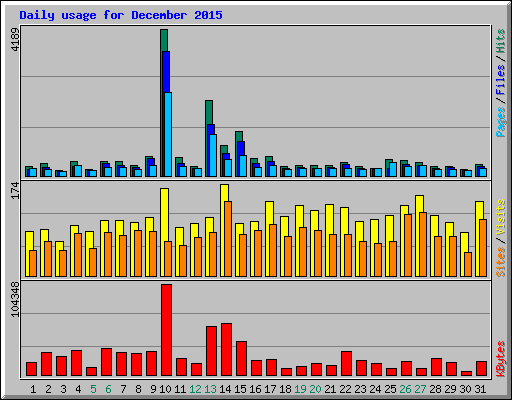 Daily usage for December 2015
4189
Pages / Files / Hits
174
Sites / Visits
104348
KBytes
1 2 3 4 5 6 7 8 9 10 11 12 13 14 15 16 17 18 19 20 21 22 23 24 25 26 27 28 29 30 31